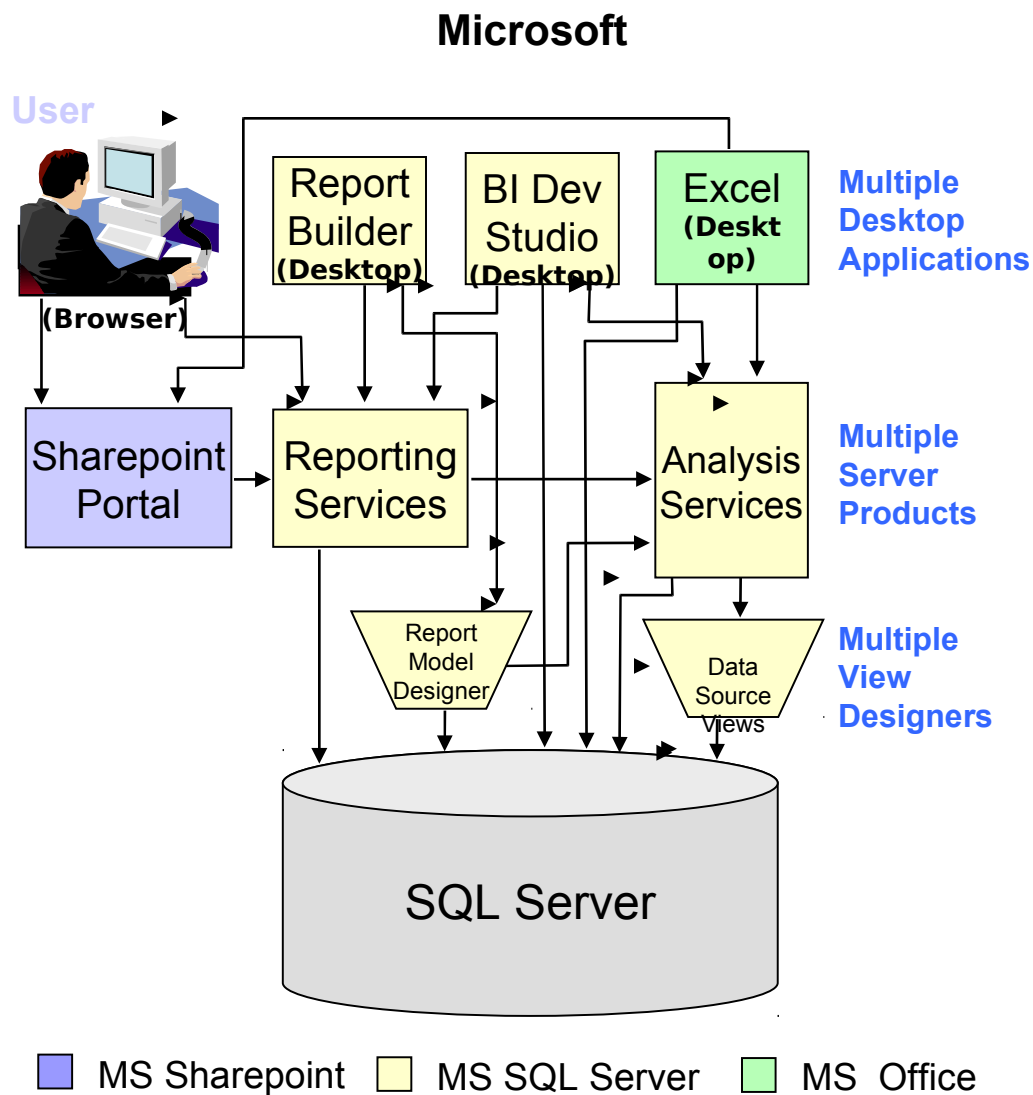 Microsoft
User
Report
Builder
(Desktop)
BI Dev
Studio
(Desktop)
Excel
(Deskt
op)
Multiple
Desktop
Applications
(Browser)
Sharepoint
Portal
Reporting
Services
Analysis
Services
Multiple
Server
Products
Report
Model
Designer
Data
Source
Views
Multiple
View
Designers
SQL Server
MS Sharepoint
MS SQL Server
MS Office